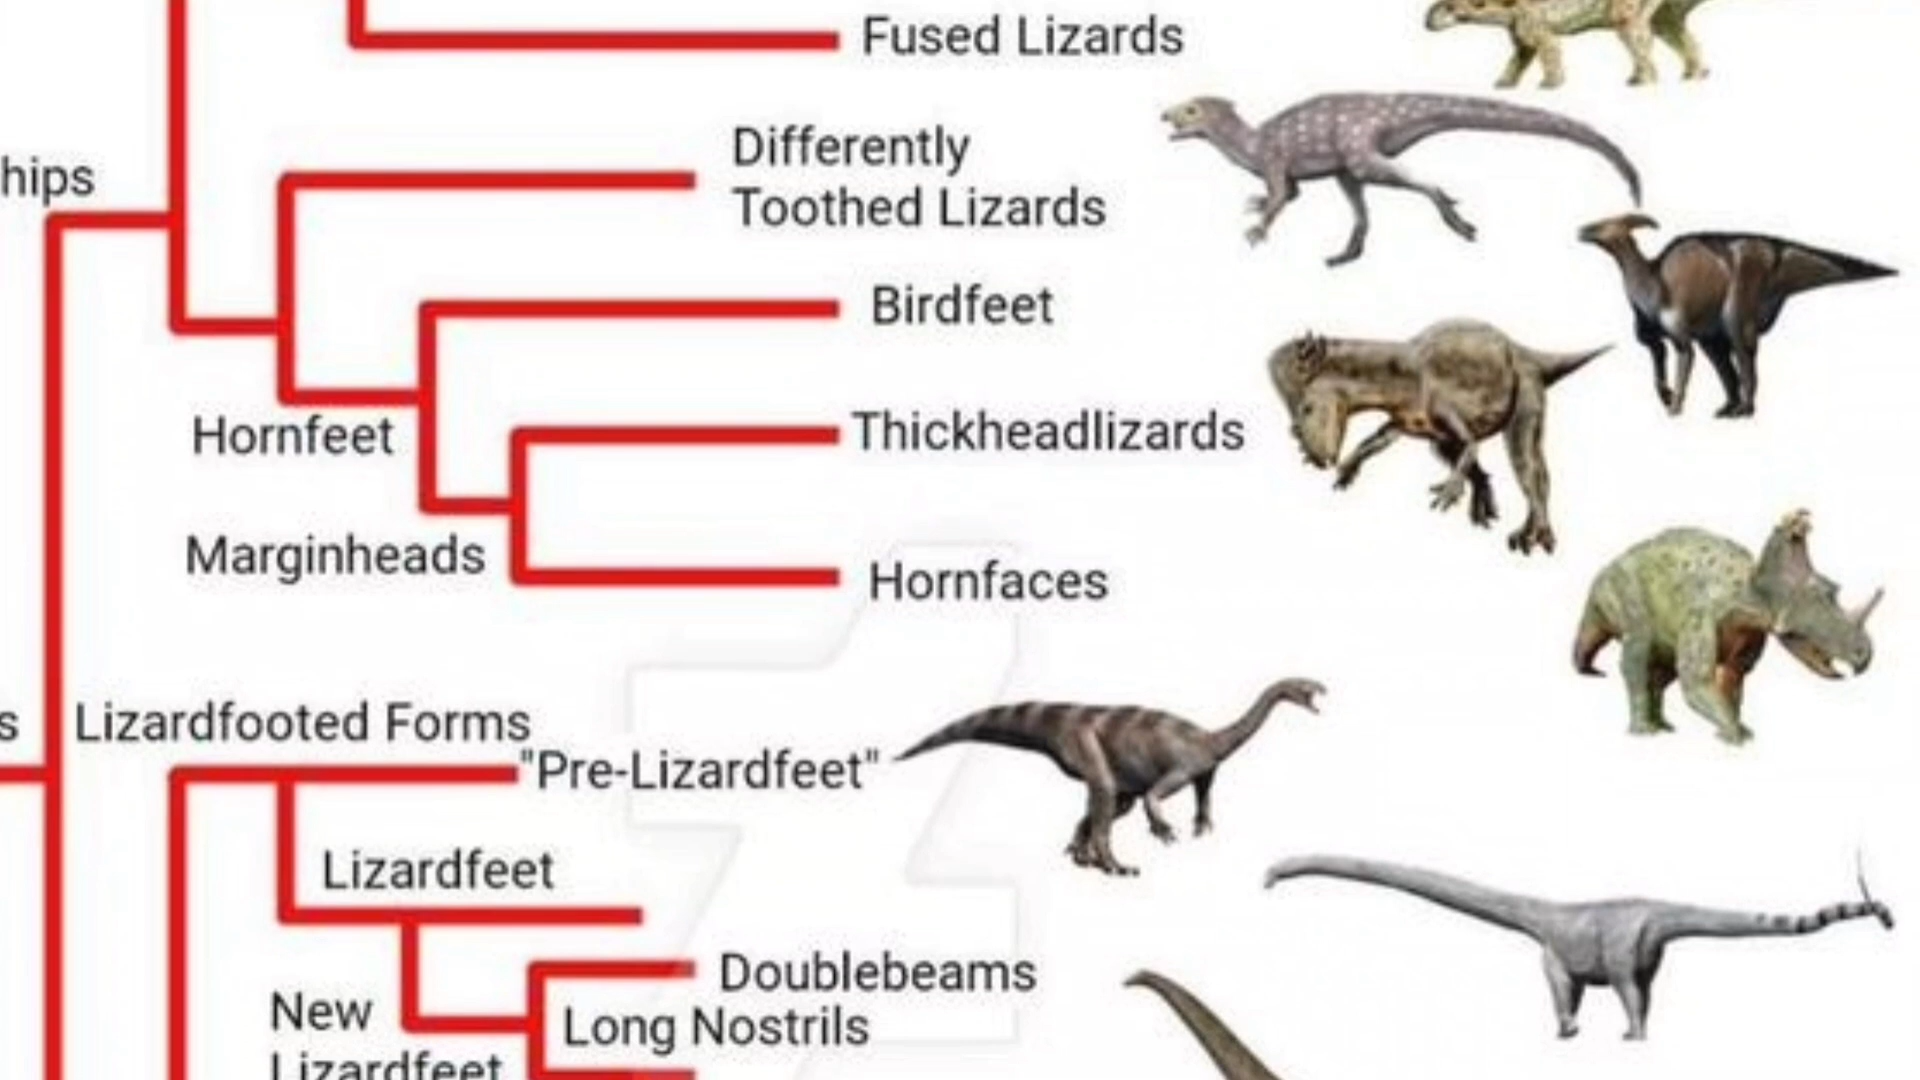 Fused Lizards
Differently
Toothed Lizards
hips
Birdfeet
Hornfeet
Thickheadlizards
Marginheads
Hornfaces
s
Lizardfooted Forms
"Pre-Lizardfeet"
Lizardfeet
Doublebeams
New
Long Nostrils
Lizardfeet